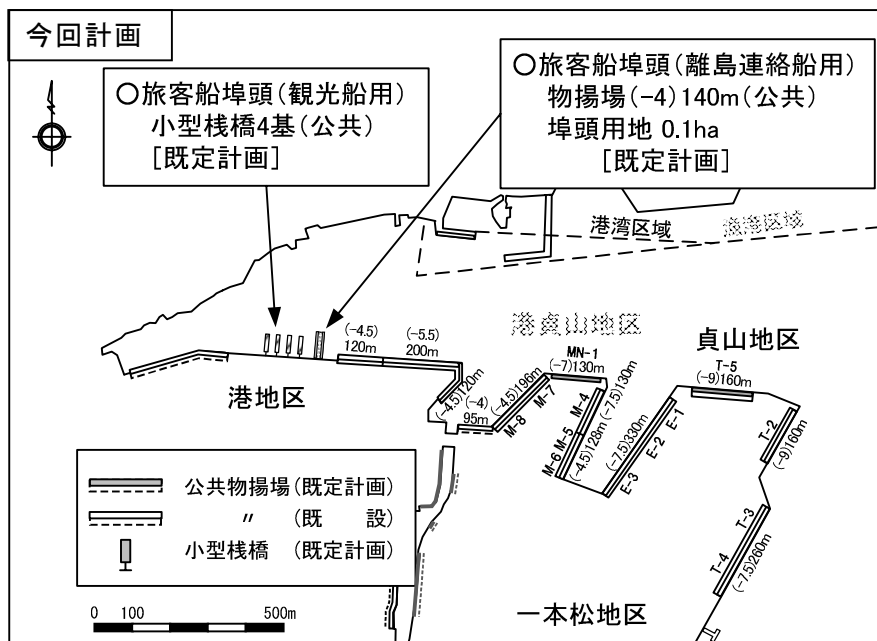 今回計画
〇旅客船埠頭(観光船用)
小型桟橋4基(公共)
[既定計画]
〇旅客船埠頭(離島連絡船用)
物揚場(-4)140m(公共)
埠頭用地 0.1ha
[既定計画]
港湾区域
漁港区域
(-4.5)
120m
(-5.5)
200m
港地区
(-4.5)120m
(-4)
95m
(-4.5)196m
M-8
M-7
港貞山地区
MN-1
(-7)130m
M-4
(-7.5)130m
M-6 M-5
(-4.5)128m
貞山地区
T-5
(-9)160m
(-7.5)330m
E-3
E-2
E-1
T-2
(-9)160m
T-3
T-4
(-7.5)260m
公共物揚場(既定計画)
〃 (既 設)
小型桟橋 (既定計画)
0 100 500m
一本松地区